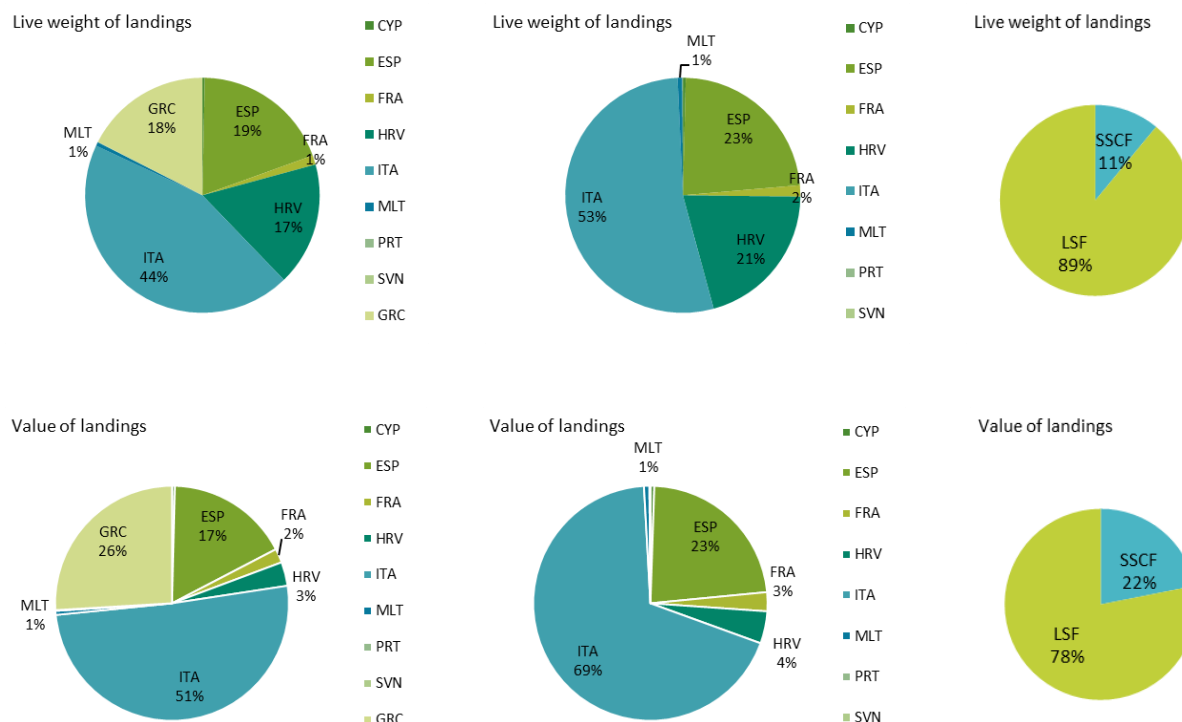 Live weight of landings
CYP
ESP
FRA
HRV
ITA
MLT
PRT
SVN
GRC
GRC
18%
ESP
19%
MLT
1%
FRA
1%
HRV
17%
ITA
44%
Live weight of landings
CYP
ESP
FRA
HRV
ITA
MLT
PRT
SVN
MLT
1%
ESP
23%
FRA
2%
ITA
53%
HRV
21%
Live weight of landings
SSCF
11%
LSF
89%
Value of landings
CYP
ESP
FRA
HRV
ITA
MLT
PRT
SVN
GRC
GRC
26%
ESP
17%
FRA
2%
HRV
3%
MLT
1%
ITA
51%
Value of landings
CYP
ESP
FRA
HRV
ITA
MLT
PRT
SVN
MLT
1%
ESP
23%
FRA
3%
HRV
4%
ITA
69%
Value of landings
SSCF
22%
LSF
78%